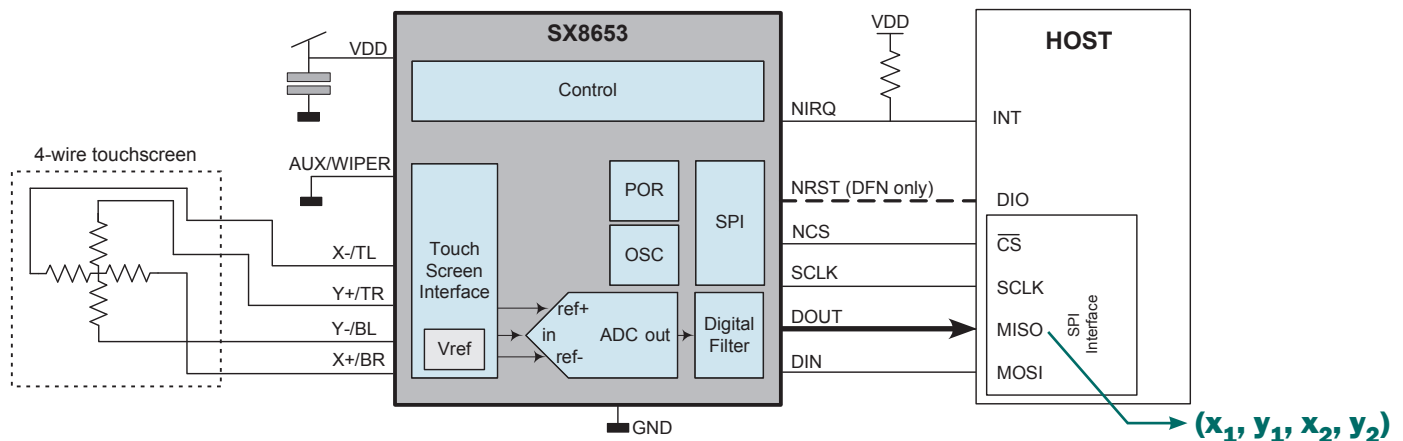 SX8653
VDD
Control
VDD
HOST
NIRQ
INT
4-wire touchscreen
AUX/WIPER
POR
SPI
NRST (DFN only)
DIO
NCS
CS
X-/TL
Touch
Screen
Interface
OSC
SCLK
SCLK
Y+/TR
ref+
in
ADC out
ref-
Digital
Filter
DOUT
MISO
SPI
Interface
Y-/BL
Vref
X+/BR
DIN
MOSI
GND
(x₁, y₁, x₂, y₂)